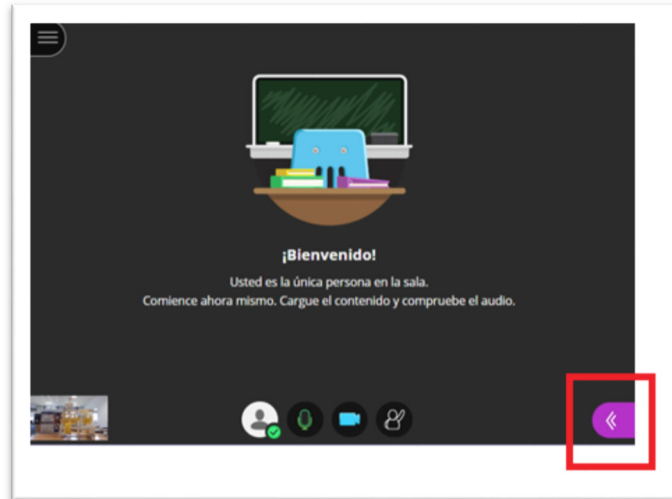 ¡Bienvenido!
Usted es la única persona en la sala.
Comience ahora mismo. Cargue el contenido y compruebe el audio.